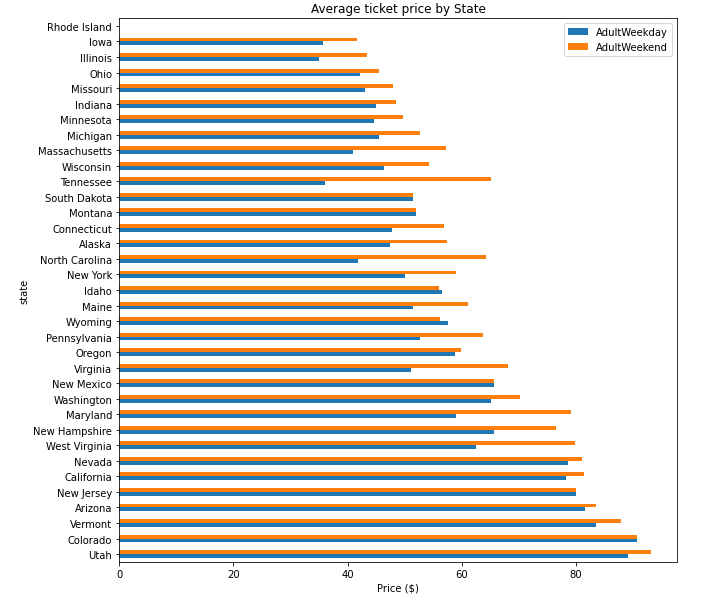 Average ticket price by State
AdultWeekday
AdultWeekend
Rhode Island
Iowa
Illinois
Ohio
Missouri
Indiana
Minnesota
Michigan
Massachusetts
Wisconsin
Tennessee
South Dakota
Montana
Connecticut
Alaska
North Carolina
New York
Idaho
Maine
Wyoming
Pennsylvania
Oregon
Virginia
New Mexico
Washington
Maryland
New Hampshire
West Virginia
Nevada
California
New Jersey
Arizona
Vermont
Colorado
Utah
state
0 20 40 60 80
Price ($)